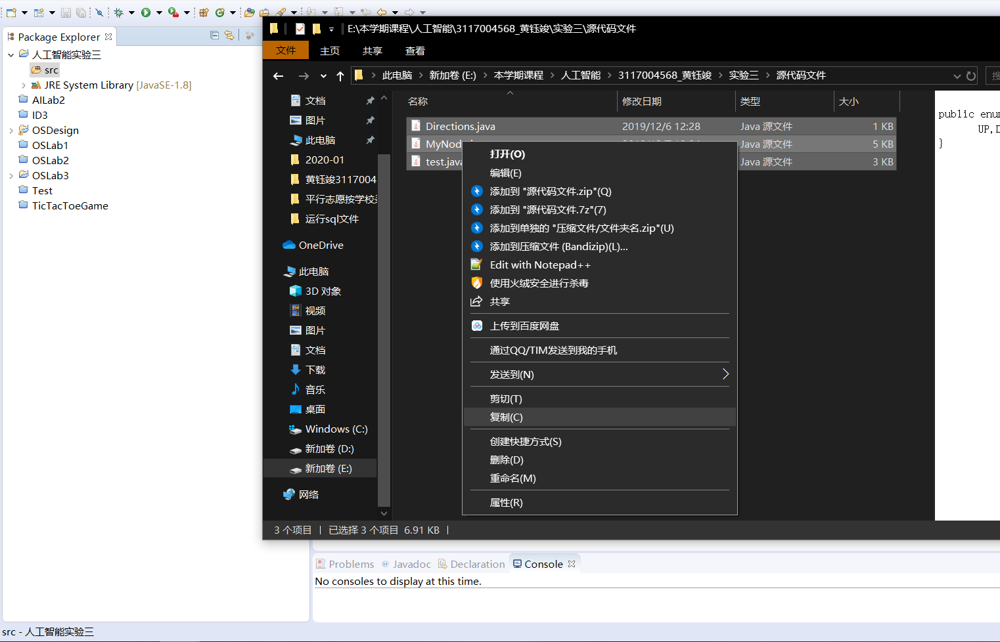 Package Explorer
人工智能实验三
src
JRE System Library [JavaSE-1.8]
AILab2
ID3
OSDesign
OSLab1
OSLab2
OSLab3
Test
TicTacToeGame
E:\本学期课程\人工智能\3117004568_黄钰竣\实验三\源代码文件
文件 主页 共享 查看
此电脑 新加卷 (E:) 本学期课程 人工智能 3117004568_黄钰竣 实验三 源代码文件
文档
图片
此电脑
2020-01
黄钰竣3117004
平行志愿按学校
运行sql文件
OneDrive
此电脑
3D 对象
视频
图片
文档
下载
音乐
桌面
Windows (C:)
新加卷 (D:)
新加卷 (E:)
网络
名称 修改日期 类型 大小
Directions.java 2019/12/6 12:28 Java 源文件 1 KB
MyNod Java 源文件 5 KB
test.java Java 源文件 3 KB
打开(O)
编辑(E)
添加到 "源代码文件.zip"(Q)
添加到 "源代码文件.7z"(7)
添加到单独的 "压缩文件/文件夹名.zip"(U)
添加到压缩文件 (Bandizip)(L)...
Edit with Notepad++
使用火绒安全进行杀毒
共享
上传到百度网盘
通过QQ/TIM发送到我的手机
发送到(N)
剪切(T)
复制(C)
创建快捷方式(S)
删除(D)
重命名(M)
属性(R)
public enum
UP,D
}
3 个项目 已选择 3 个项目 6.91 KB
Problems @ Javadoc Declaration Console
No consoles to display at this time.
src - 人工智能实验三